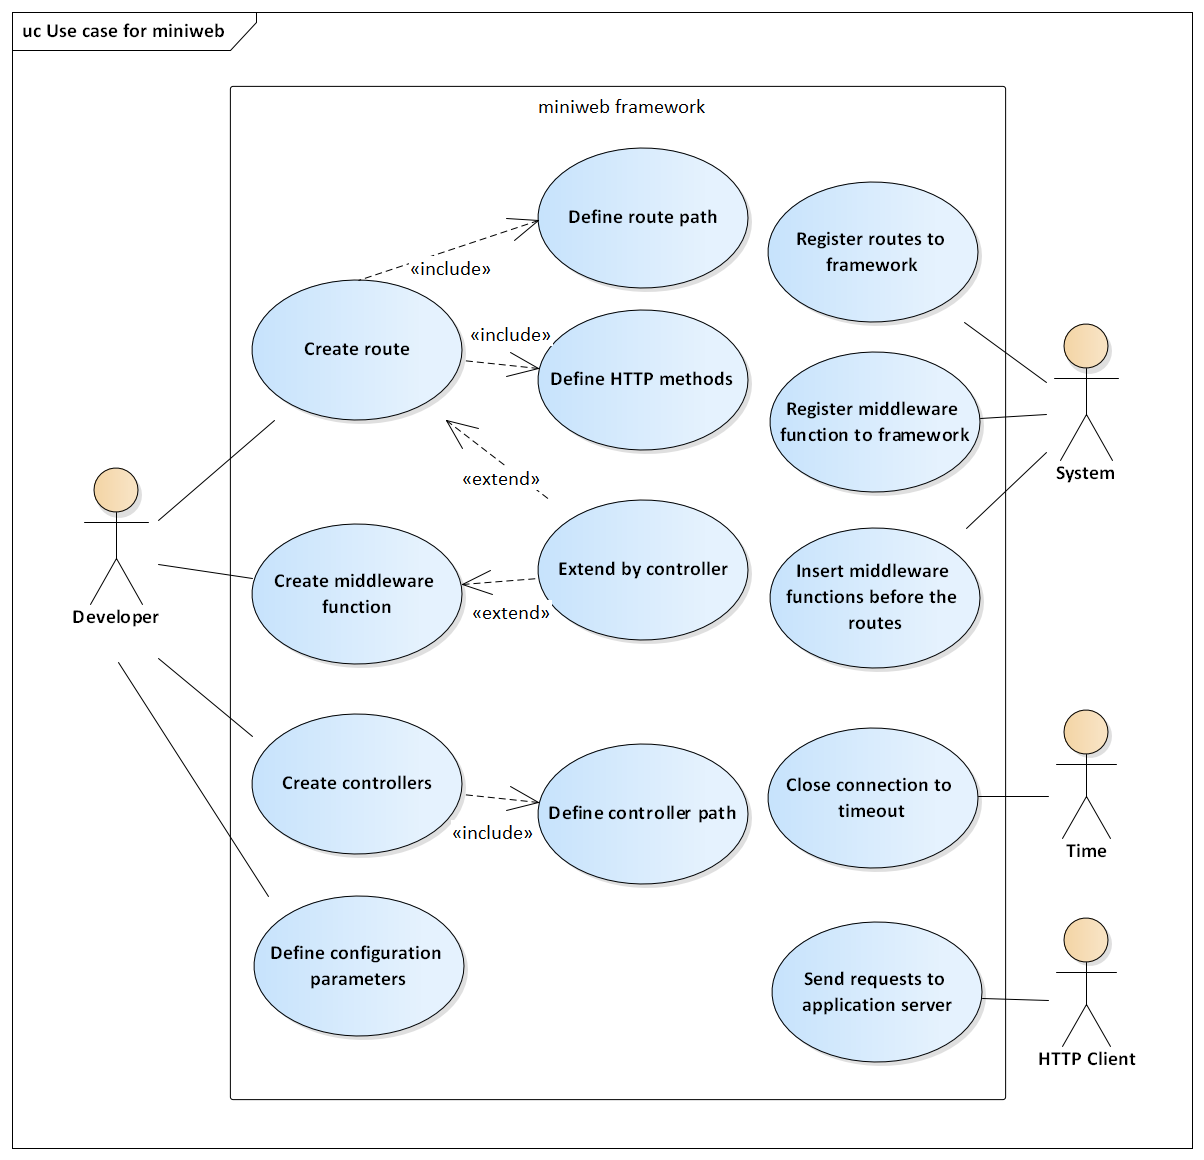 uc Use case for miniweb
miniweb framework
Define route path
Register routes to
framework
«include»
Create route
«include»
Define HTTP methods
Register middleware
function to framework
System
«extend»
Extend by controller
Create middleware
function
Insert middleware
functions before the
routes
«extend»
Developer
Create controllers
Define controller path
«include»
Close connection to
timeout
Time
Define configuration
parameters
Send requests to
application server
HTTP Client